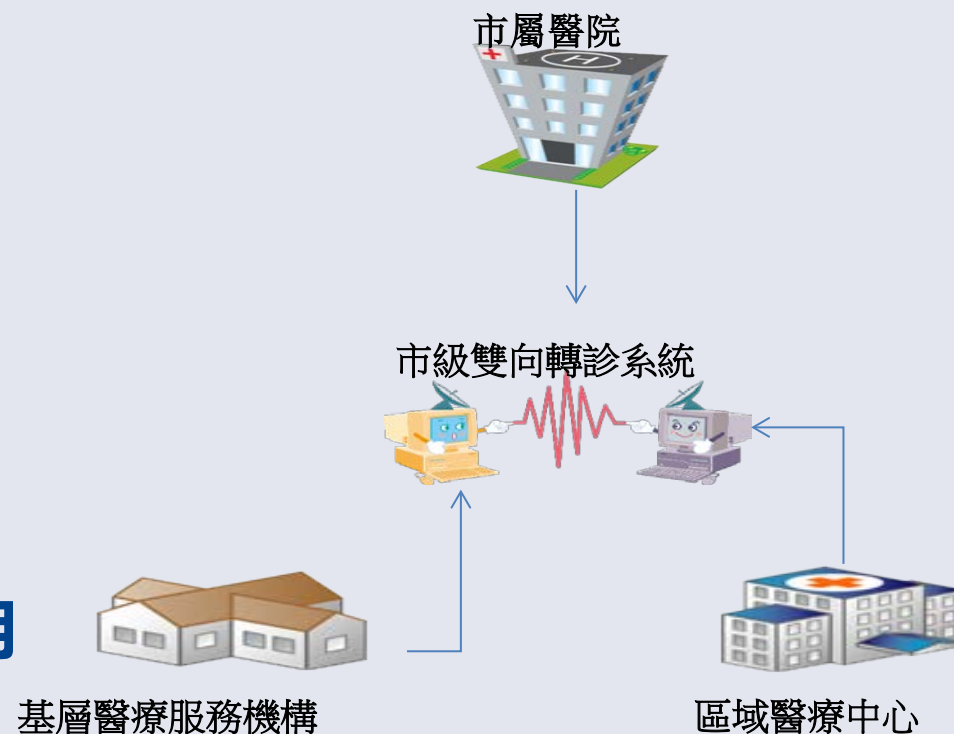 市屬醫院
市級雙向轉診系統
基層醫療服務機構
區域醫療中心